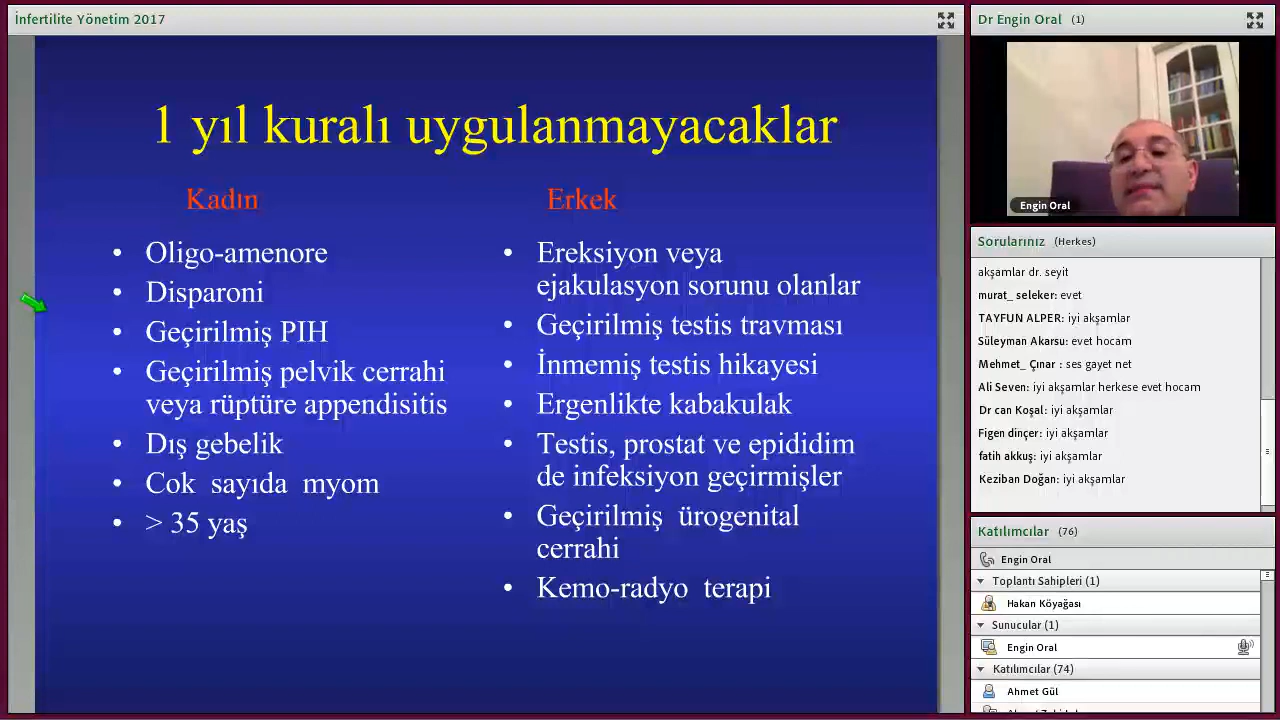 İnfertilite Yönetim 2017
1 yıl kuralı uygulanmayacaklar
Kadın
• Oligo-amenore
• Disparoni
• Geçirilmiş PIH
• Geçirilmiş pelvik cerrahi
veya rüptüre appendisitis
• Dış gebelik
• Cok sayıda myom
• > 35 yaş
Erkek
• Ereksiyon veya
ejakulasyon sorunu olanlar
• Geçirilmiş testis travması
• İnmemiş testis hikayesi
• Ergenlikte kabakulak
• Testis, prostat ve epididim
de infeksiyon geçirmişler
• Geçirilmiş ürogenital
cerrahi
• Kemo-radyo terapi
Dr Engin Oral (1)
Engin Oral
Sorularınız (Herkes)
akşamlar dr. seyit
murat_ seleker: evet
TAYFUN ALPER: iyi akşamlar
Süleyman Akarsu: evet hocam
Mehmet_ Çınar : ses gayet net
Ali Seven: iyi akşamlar herkese evet hocam
Dr can Koşal: iyi akşamlar
Figen dinçer: iyi akşamlar
fatih akkuş: iyi akşamlar
Keziban Doğan: iyi akşamlar
Katılımcılar (76)
Engin Oral
Toplantı Sahipleri (1)
Hakan Köyağası
Sunucular (1)
Engin Oral
Katılımcılar (74)
Ahmet Gül